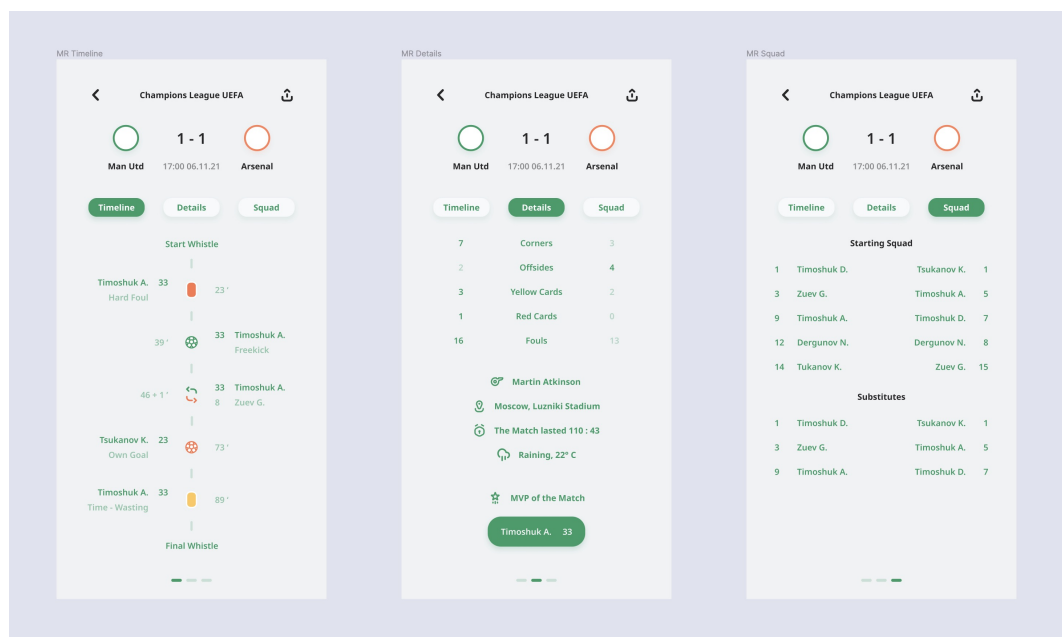 MR Timeline
Champions League UEFA
1 - 1
Man Utd 17:00 06.11.21 Arsenal
Timeline Details Squad
Start Whistle
Timoshuk A. 33
Hard Foul
23 ‘
39 ‘
33 Timoshuk A.
Freekick
46 + 1 ‘
33 Timoshuk A.
8 Zuev G.
Tsukanov K. 23
Own Goal
73 ‘
Timoshuk A. 33
Time - Wasting
89 ‘
Final Whistle
MR Details
Champions League UEFA
1 - 1
Man Utd 17:00 06.11.21 Arsenal
Timeline Details Squad
7 Corners 3
2 Offsides 4
3 Yellow Cards 2
1 Red Cards 0
16 Fouls 13
Martin Atkinson
Moscow, Luzniki Stadium
The Match lasted 110 : 43
Raining, 22° C
MVP of the Match
Timoshuk A. 33
MR Squad
Champions League UEFA
1 - 1
Man Utd 17:00 06.11.21 Arsenal
Timeline Details Squad
Starting Squad
1 Timoshuk D. Tsukanov K. 1
3 Zuev G. Timoshuk A. 5
9 Timoshuk A. Timoshuk D. 7
12 Dergunov N. Dergunov N. 8
14 Tukanov K. Zuev G. 15
Substitutes
1 Timoshuk D. Tsukanov K. 1
3 Zuev G. Timoshuk A. 5
9 Timoshuk A. Timoshuk D. 7